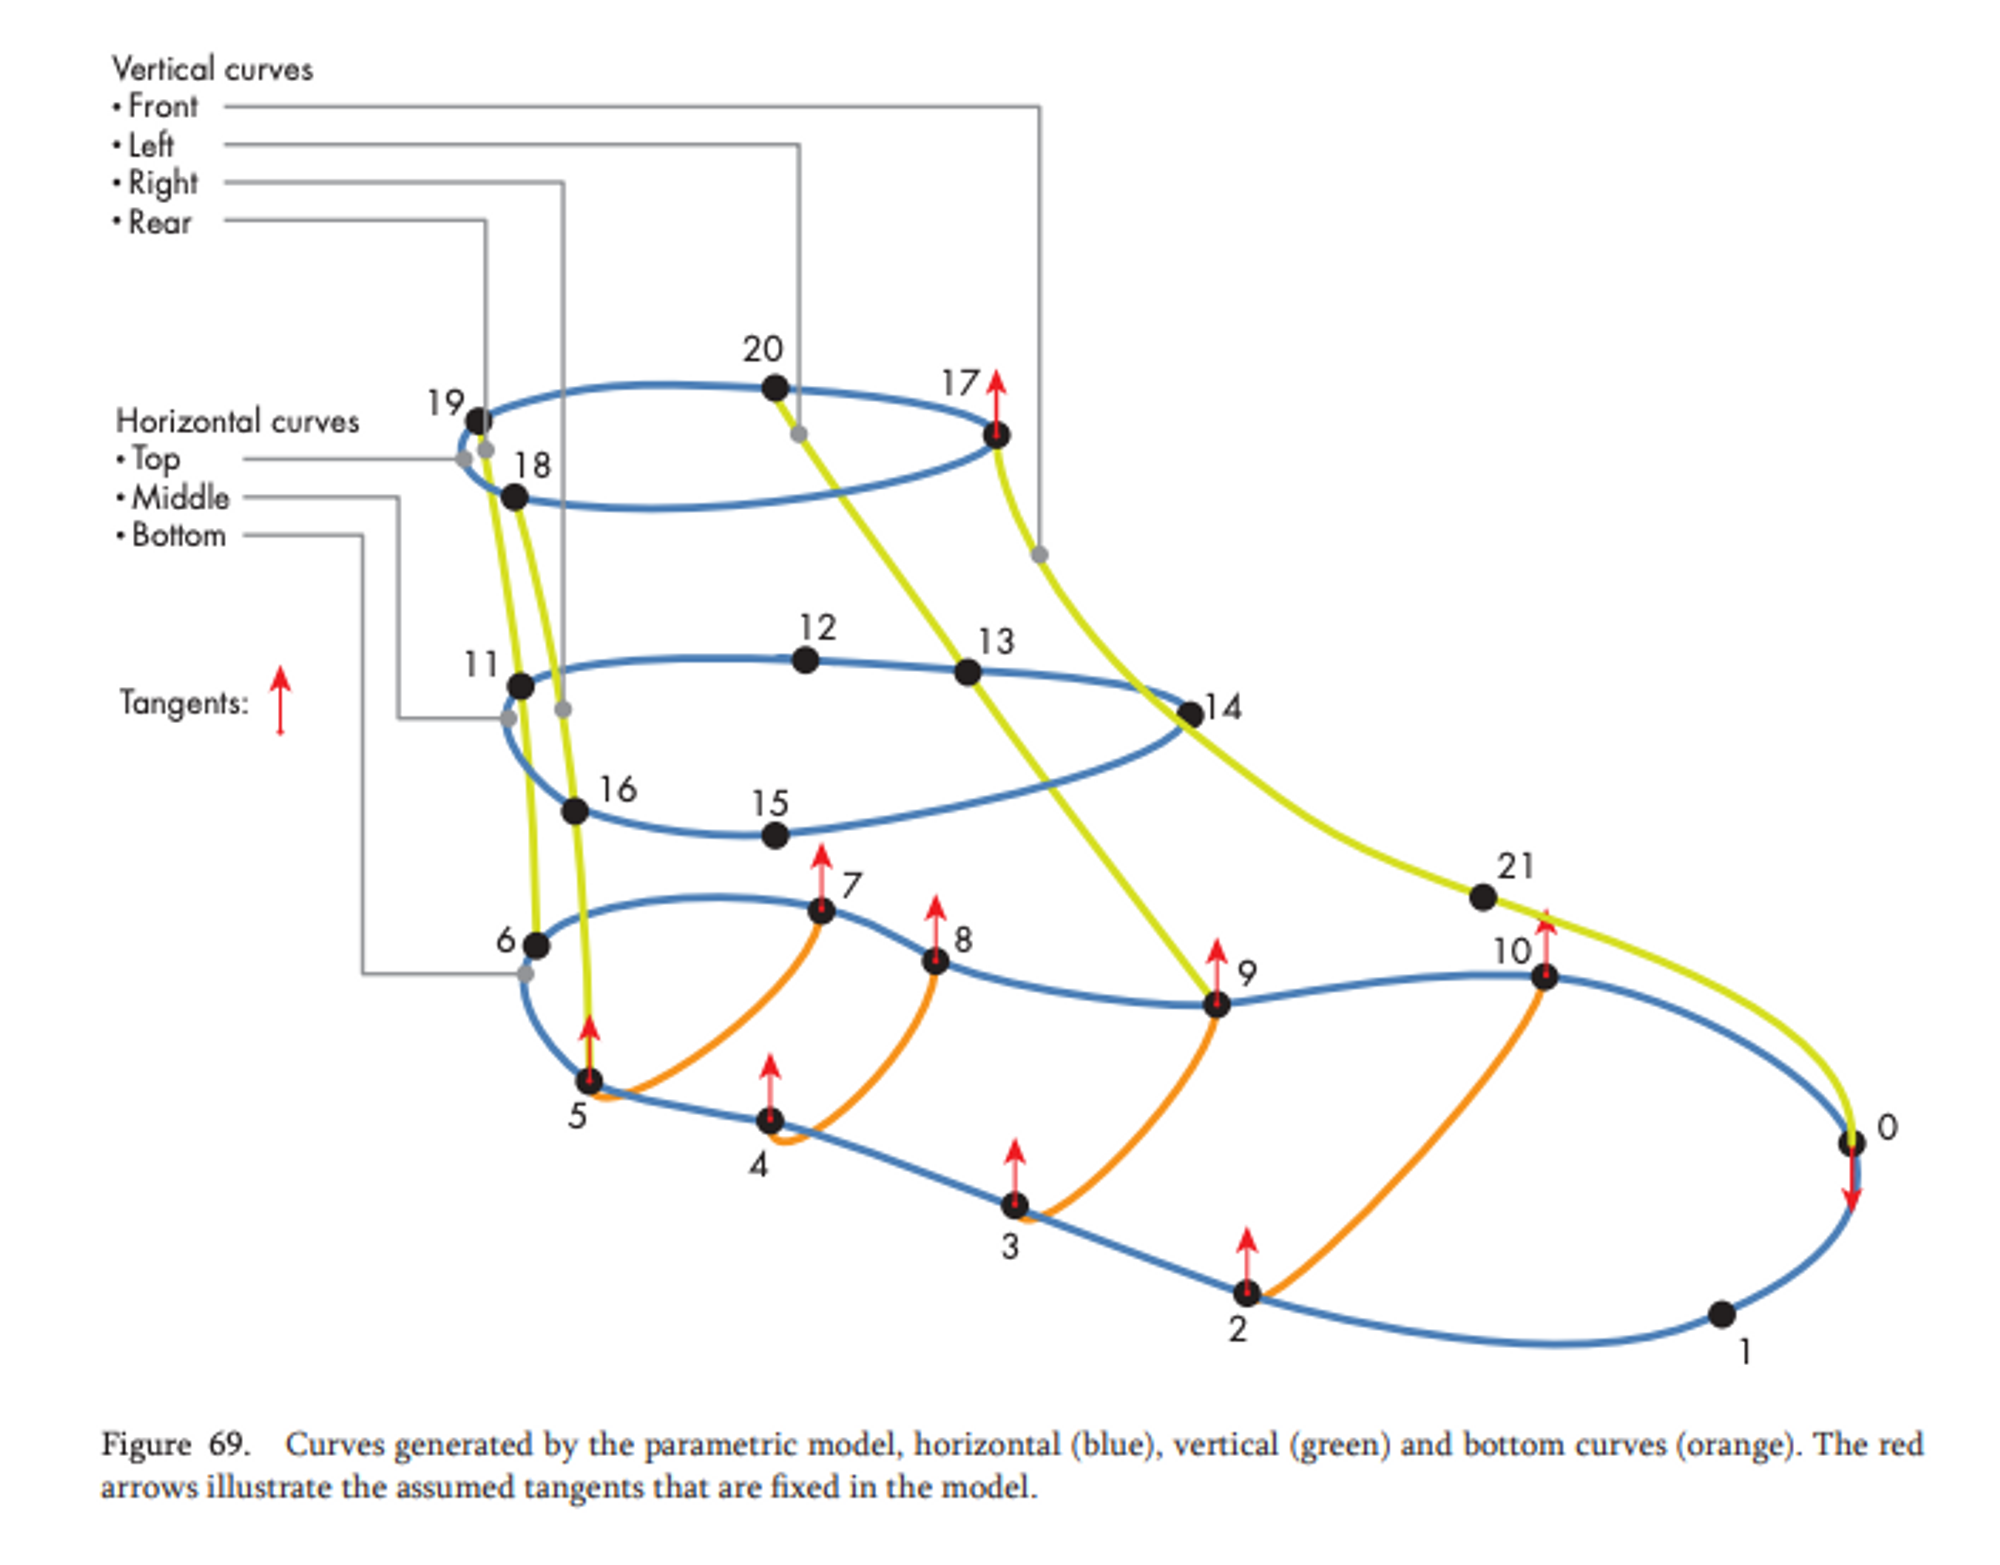 Vertical curves
• Front
• Left
• Right
• Rear
20
17
19
Horizontal curves
• Top
18
• Middle
• Bottom
12
13
11
Tangents:
14
16
15
21
7
6
8
10
9
5
0
4
3
2
1
Figure 69. Curves generated by the parametric model, horizontal (blue), vertical (green) and bottom curves (orange). The red
arrows illustrate the assumed tangents that are fixed in the model.